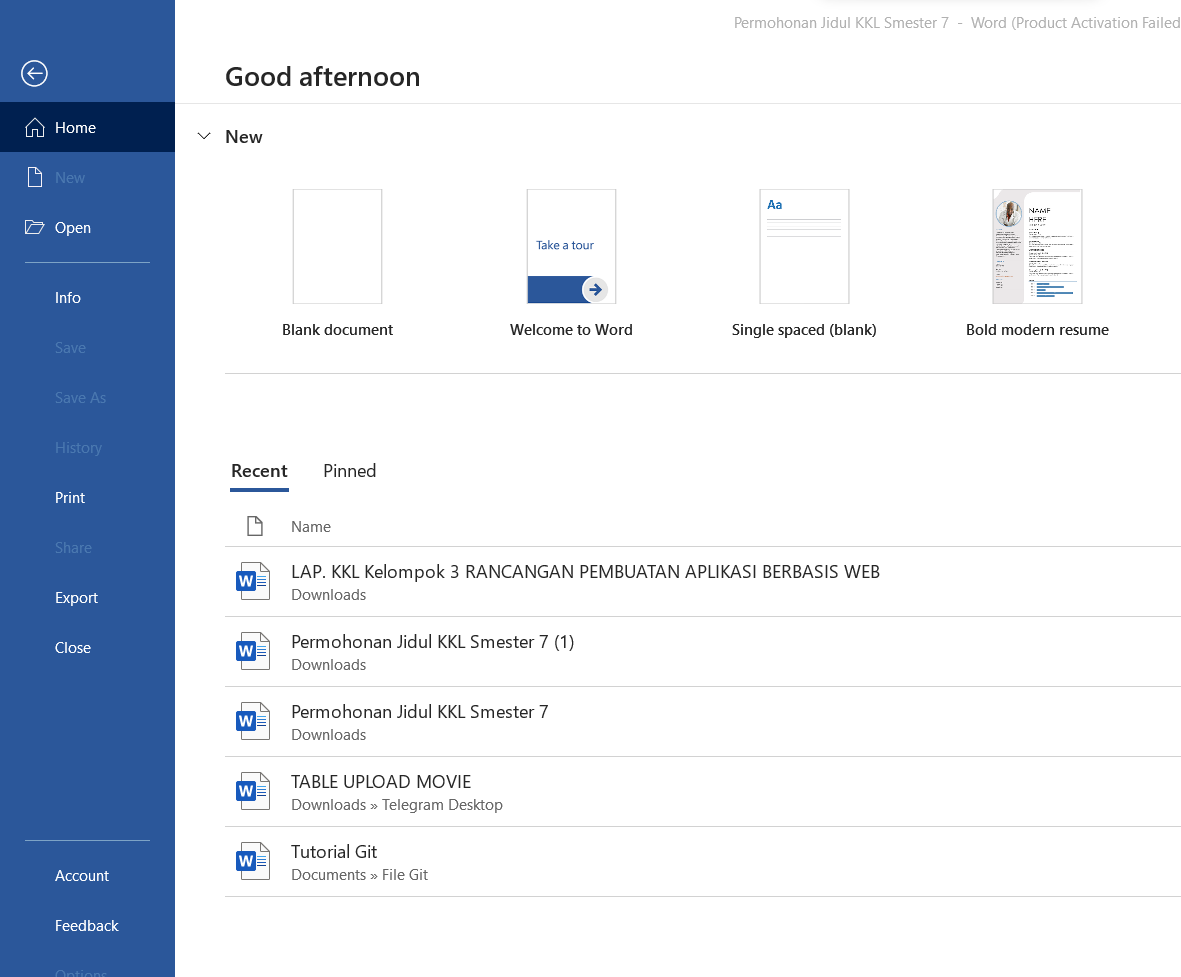 Permohonan Jidul KKL Smester 7 - Word (Product Activation Failed
Good afternoon
Home
New
Open
Info
Save
Save As
History
Print
Share
Export
Close
Account
Feedback
Options
New
Take a tour
Aa
NAME
HERE
Blank document
Welcome to Word
Single spaced (blank)
Bold modern resume
Recent
Pinned
Name
LAP. KKL Kelompok 3 RANCANGAN PEMBUATAN APLIKASI BERBASIS WEB
Downloads
Permohonan Jidul KKL Smester 7 (1)
Downloads
Permohonan Jidul KKL Smester 7
Downloads
TABLE UPLOAD MOVIE
Downloads » Telegram Desktop
Tutorial Git
Documents » File Git